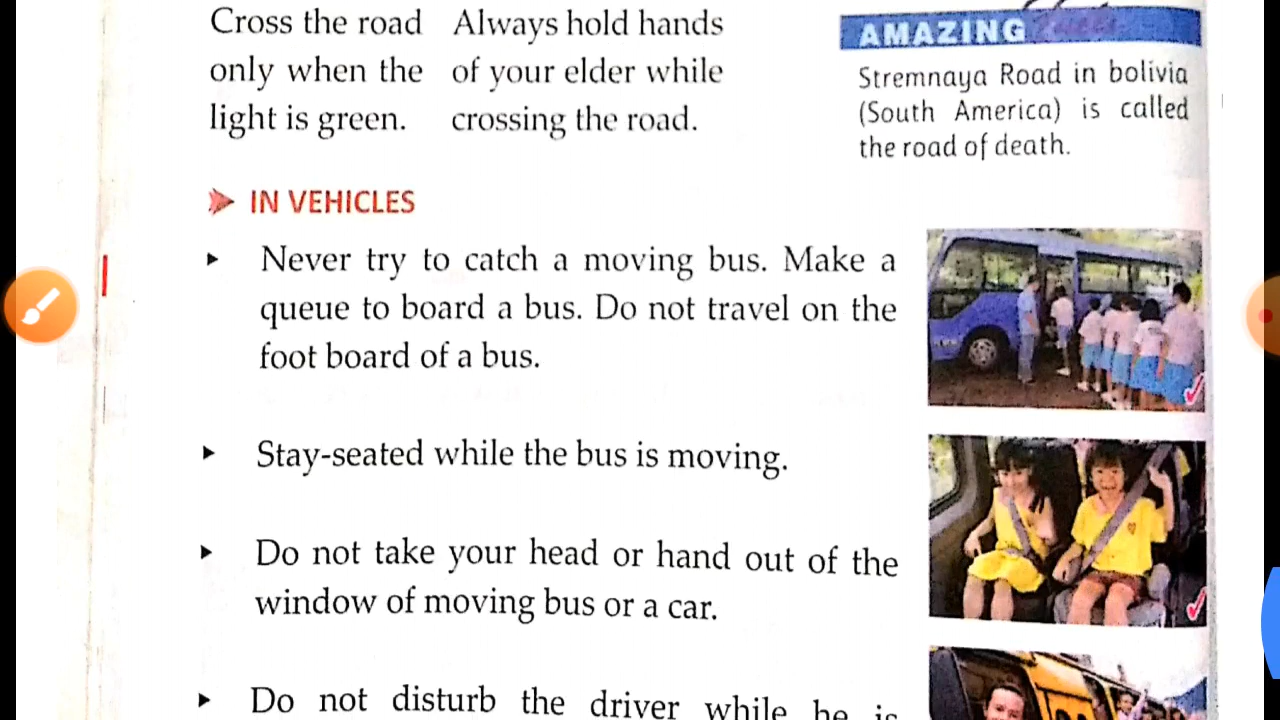 Cross the road
only when the
light is green.
Always hold hands
of your elder while
crossing the road.
AMAZING
Stremnaya Road in bolivia
(South America) is called
the road of death.
IN VEHICLES
Never try to catch a moving bus. Make a
queue to board a bus. Do not travel on the
foot board of a bus.
Stay-seated while the bus is moving.
Do not take your head or hand out of the
window of moving bus or a car.
Do not disturb the driver while he is